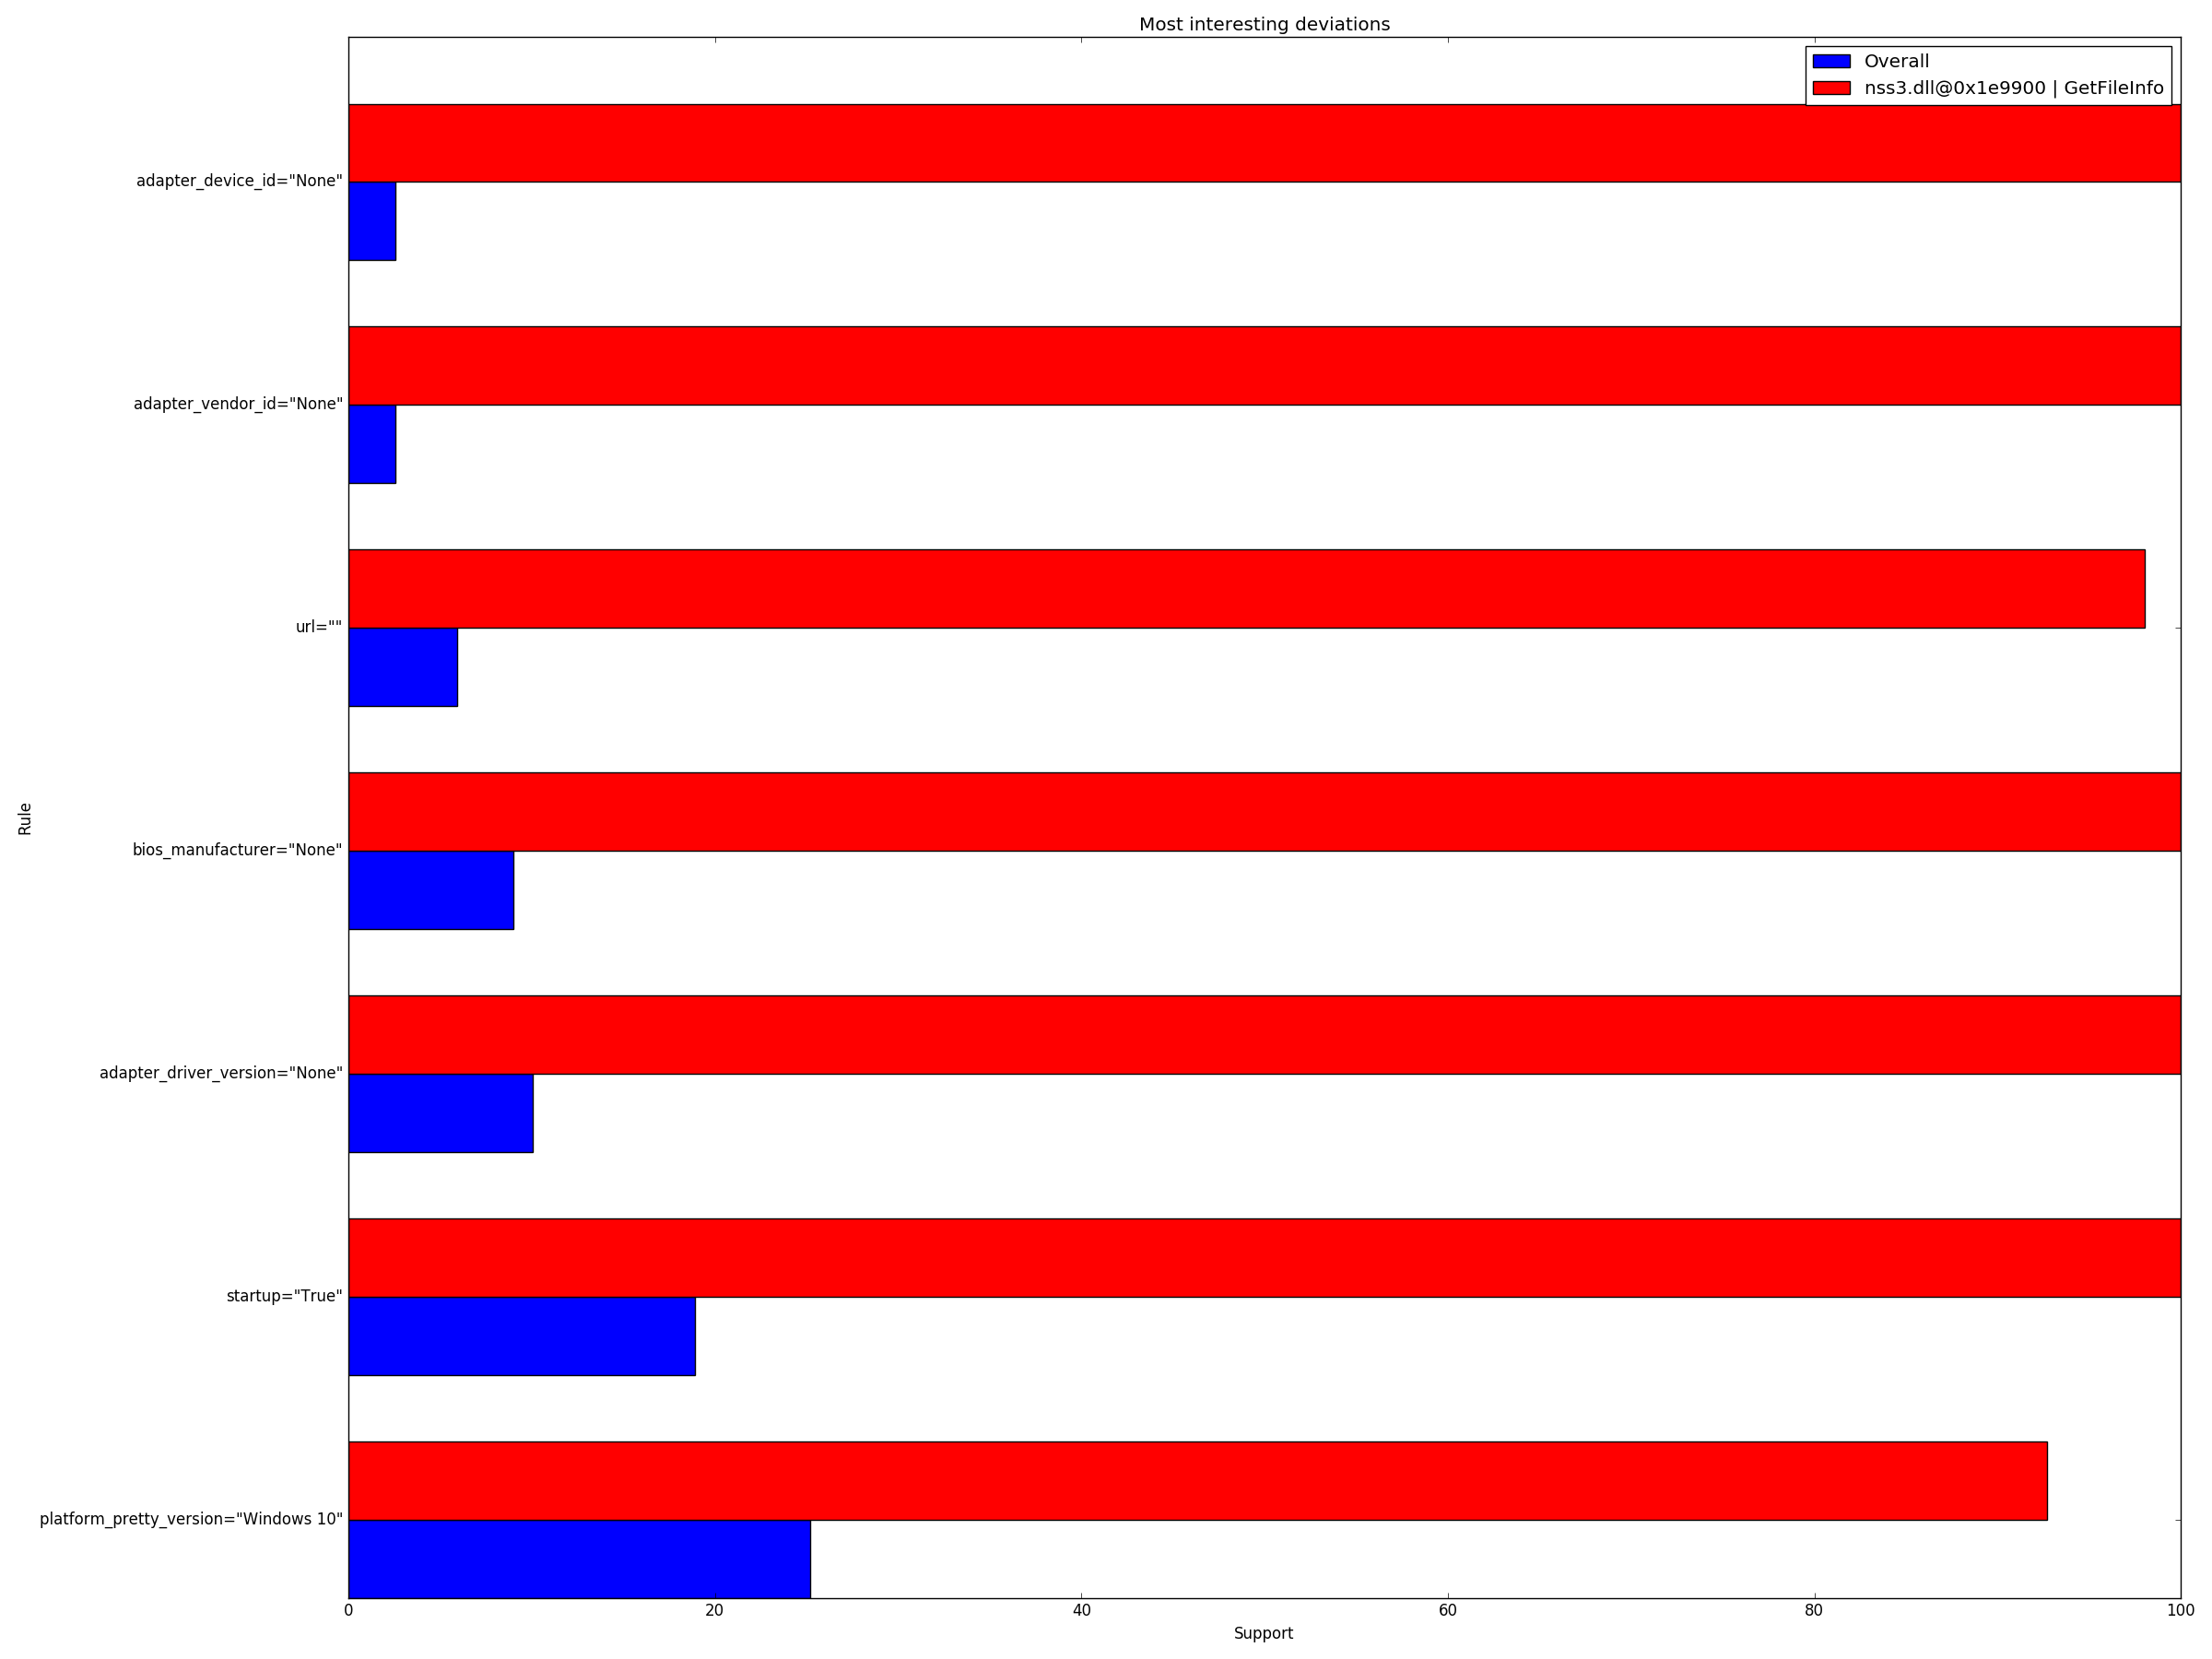 Most interesting deviations
Overall
nss3.dll@0x1e9900 | GetFileInfo
adapter_device_id="None"
adapter_vendor_id="None"
url=""
bios_manufacturer="None"
adapter_driver_version="None"
startup="True"
platform_pretty_version="Windows 10"
Rule
0 20 40 60 80 100
Support